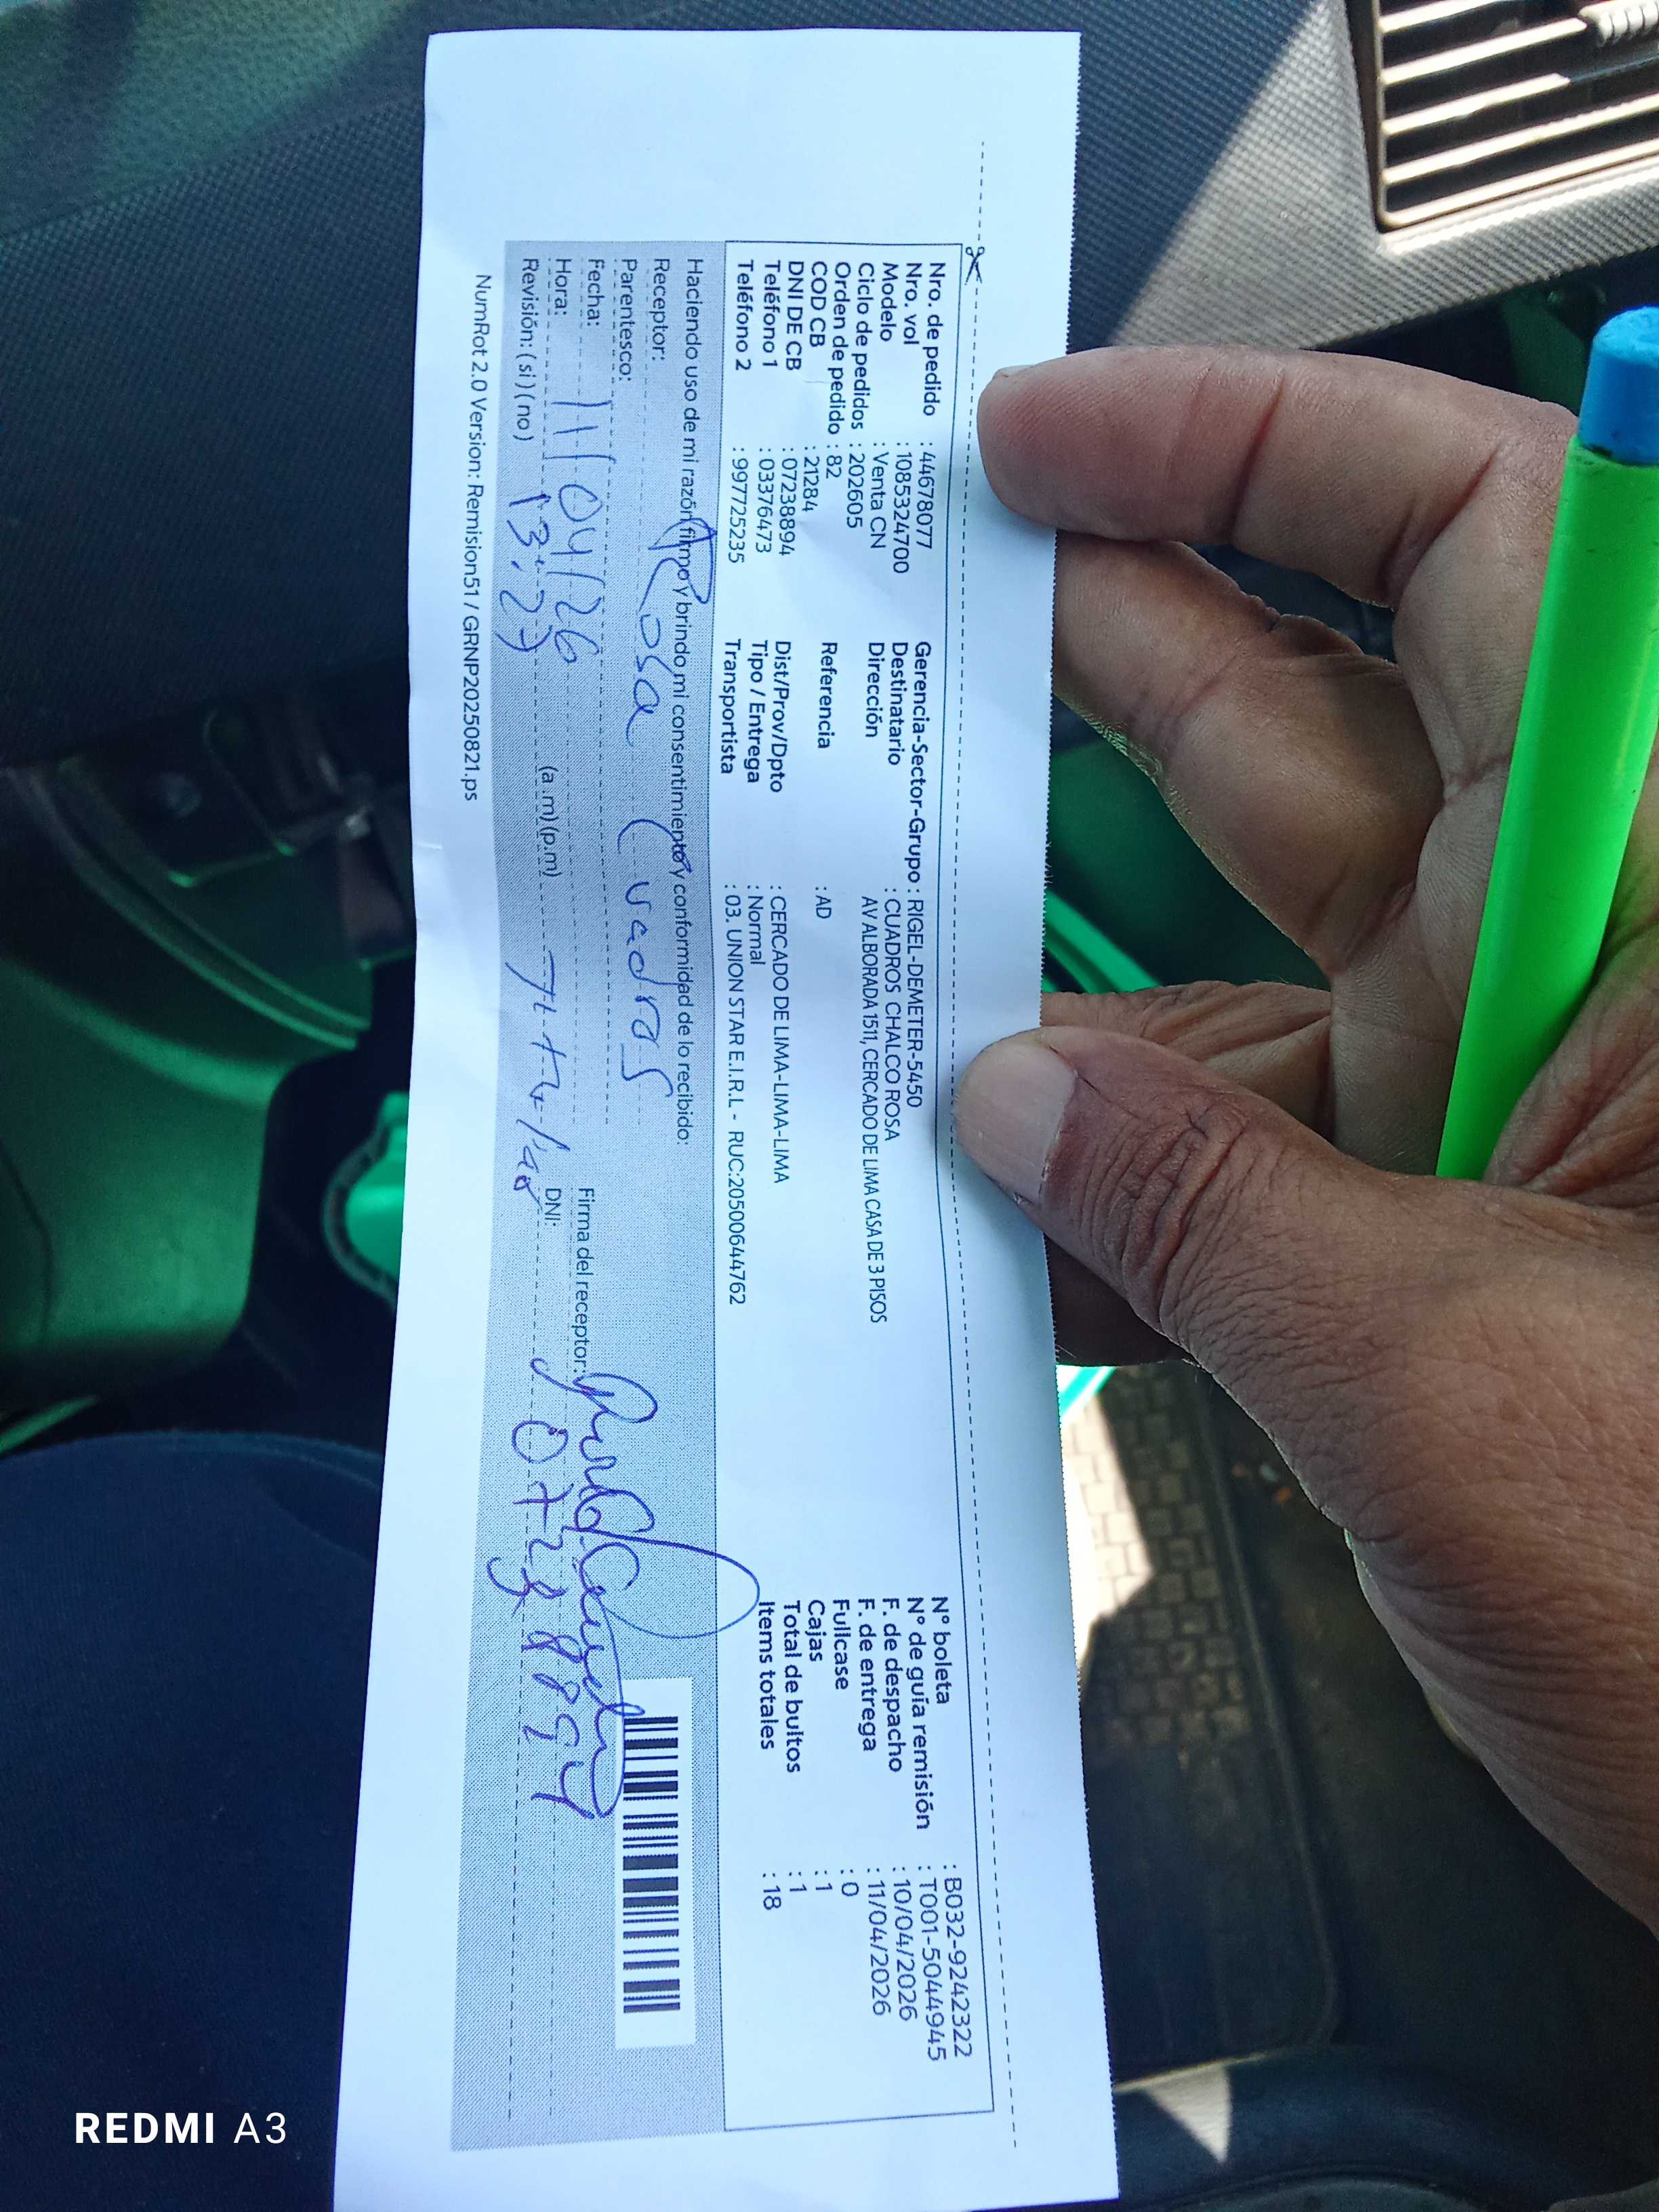 Nro. de pedido : 44678077
Nro. vol : 1085324700
Modelo : Venta CN
Ciclo de pedidos : 202605
Orden de pedido : 82
COD CB : 21284
DNI DE CB : 07238894
Teléfono 1 : 03376473
Teléfono 2 : 997725235
Gerencia-Sector-Grupo : RIGEL-DEMETER-5450
Destinatario : CUADROS CHALCO ROSA
Dirección AV ALBORADA 1511, CERCADO DE LIMA CASA DE 3 PISOS
Referencia : AD
Dist/Prov/Dpto : CERCADO DE LIMA-LIMA-LIMA
Tipo / Entrega : Normal
Transportista : 03. UNION STAR E.I.R.L - RUC:20500644762
N° boleta : B032-9242322
N° de guía remisión : T001-5044945
F. de despacho : 10/04/2026
F. de entrega : 11/04/2026
Fullcase : 0
Cajas : 1
Total de bultos : 1
Items totales : 18
Haciendo uso de mi razón firmo y brindo mi consentimiento y conformidad de lo recibido:
Receptor: Rosa Cuadros
Parentesco:
Fecha: 11/04/26
Hora: 13:27 (a.m) (p.m)
Revisión: (si) (no)
Firma del receptor:
DNI: 07238894
NumRot 2.0 Version: Remision51 / GRNP20250821.ps
REDMI A3